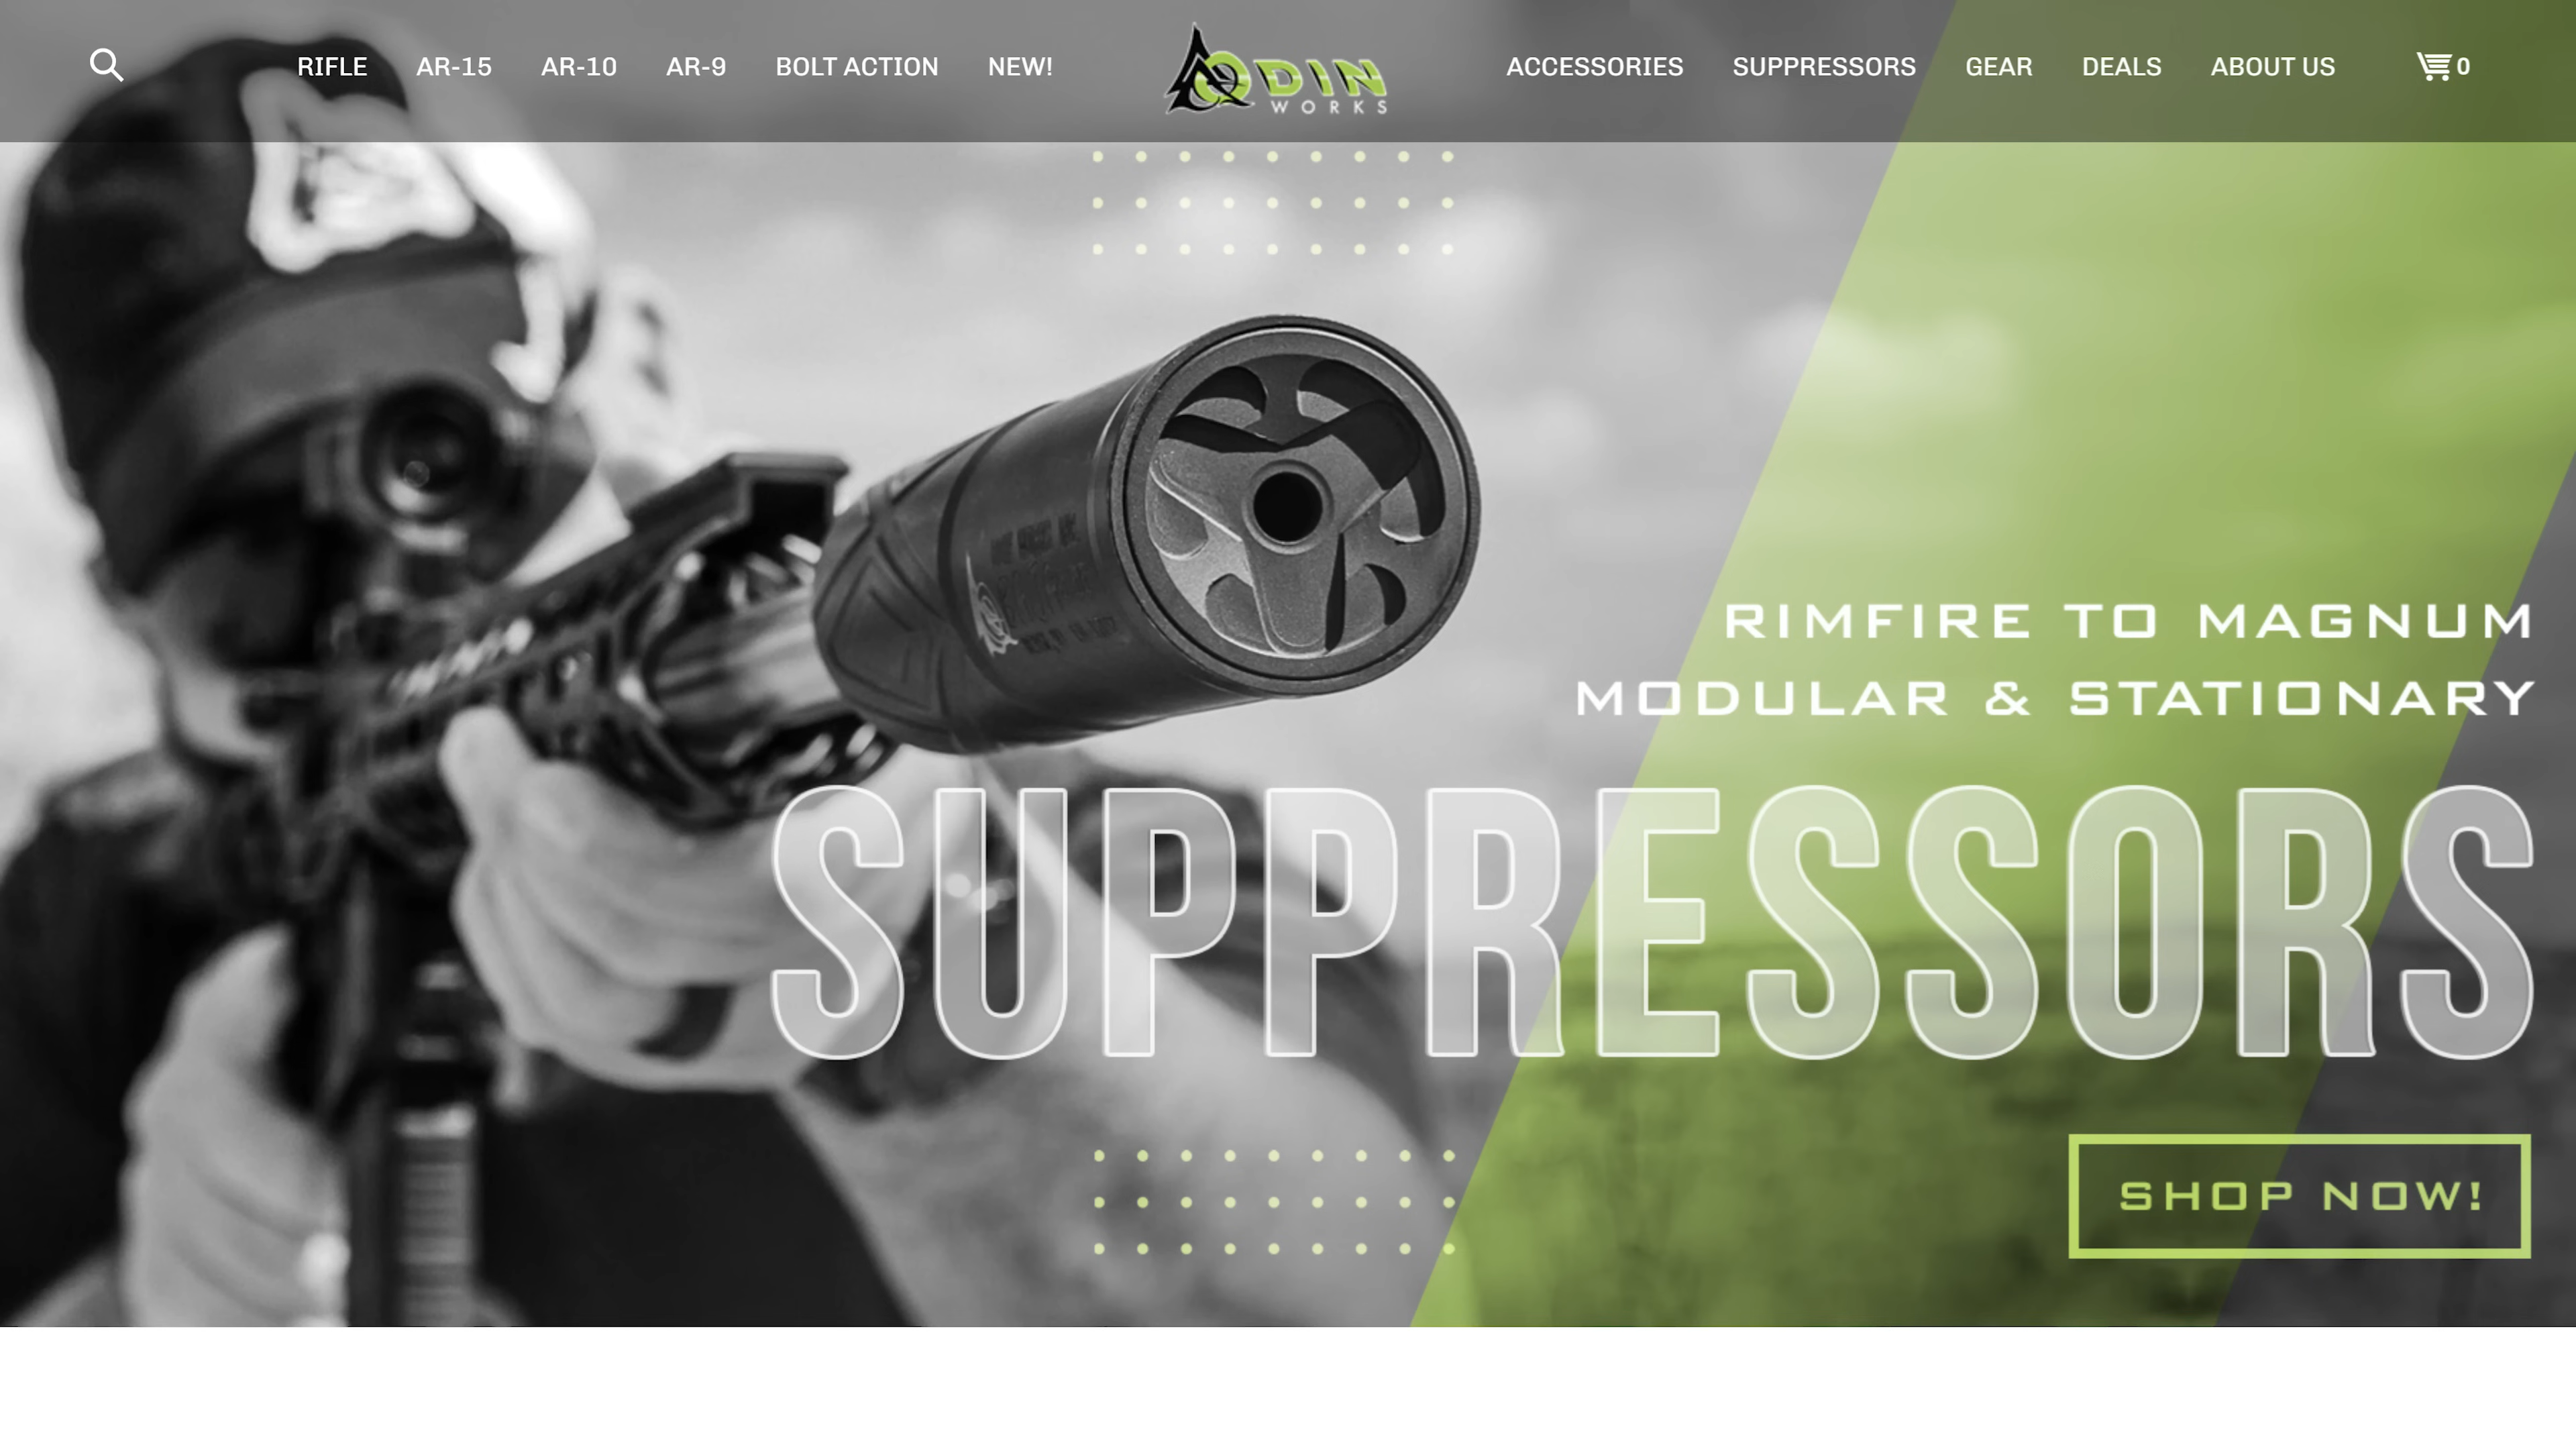 RIFLE AR-15 AR-10 AR-9 BOLT ACTION NEW! ODIN WORKS ACCESSORIES SUPPRESSORS GEAR DEALS ABOUT US 0
RIMFIRE TO MAGNUM
MODULAR & STATIONARY
SUPPRESSORS
SHOP NOW!